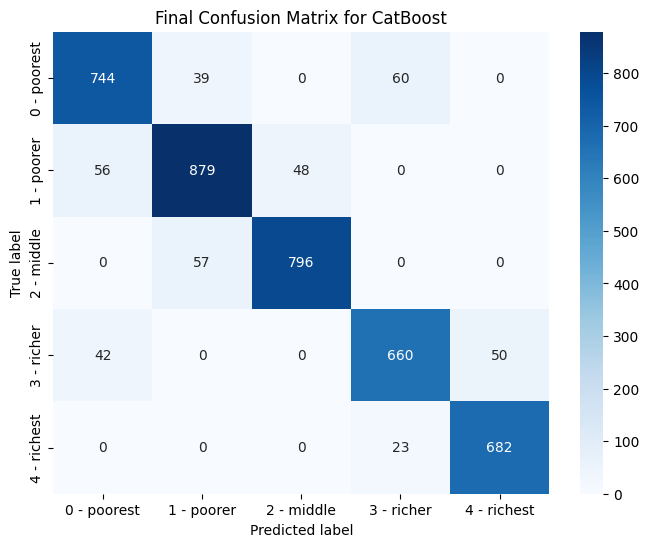 Final Confusion Matrix for CatBoost
True label
0 - poorest
744 39 0 60 0
1 - poorer
56 879 48 0 0
2 - middle
0 57 796 0 0
3 - richer
42 0 0 660 50
4 - richest
0 0 0 23 682
0 - poorest 1 - poorer 2 - middle 3 - richer 4 - richest
Predicted label
800
700
600
500
400
300
200
100
0